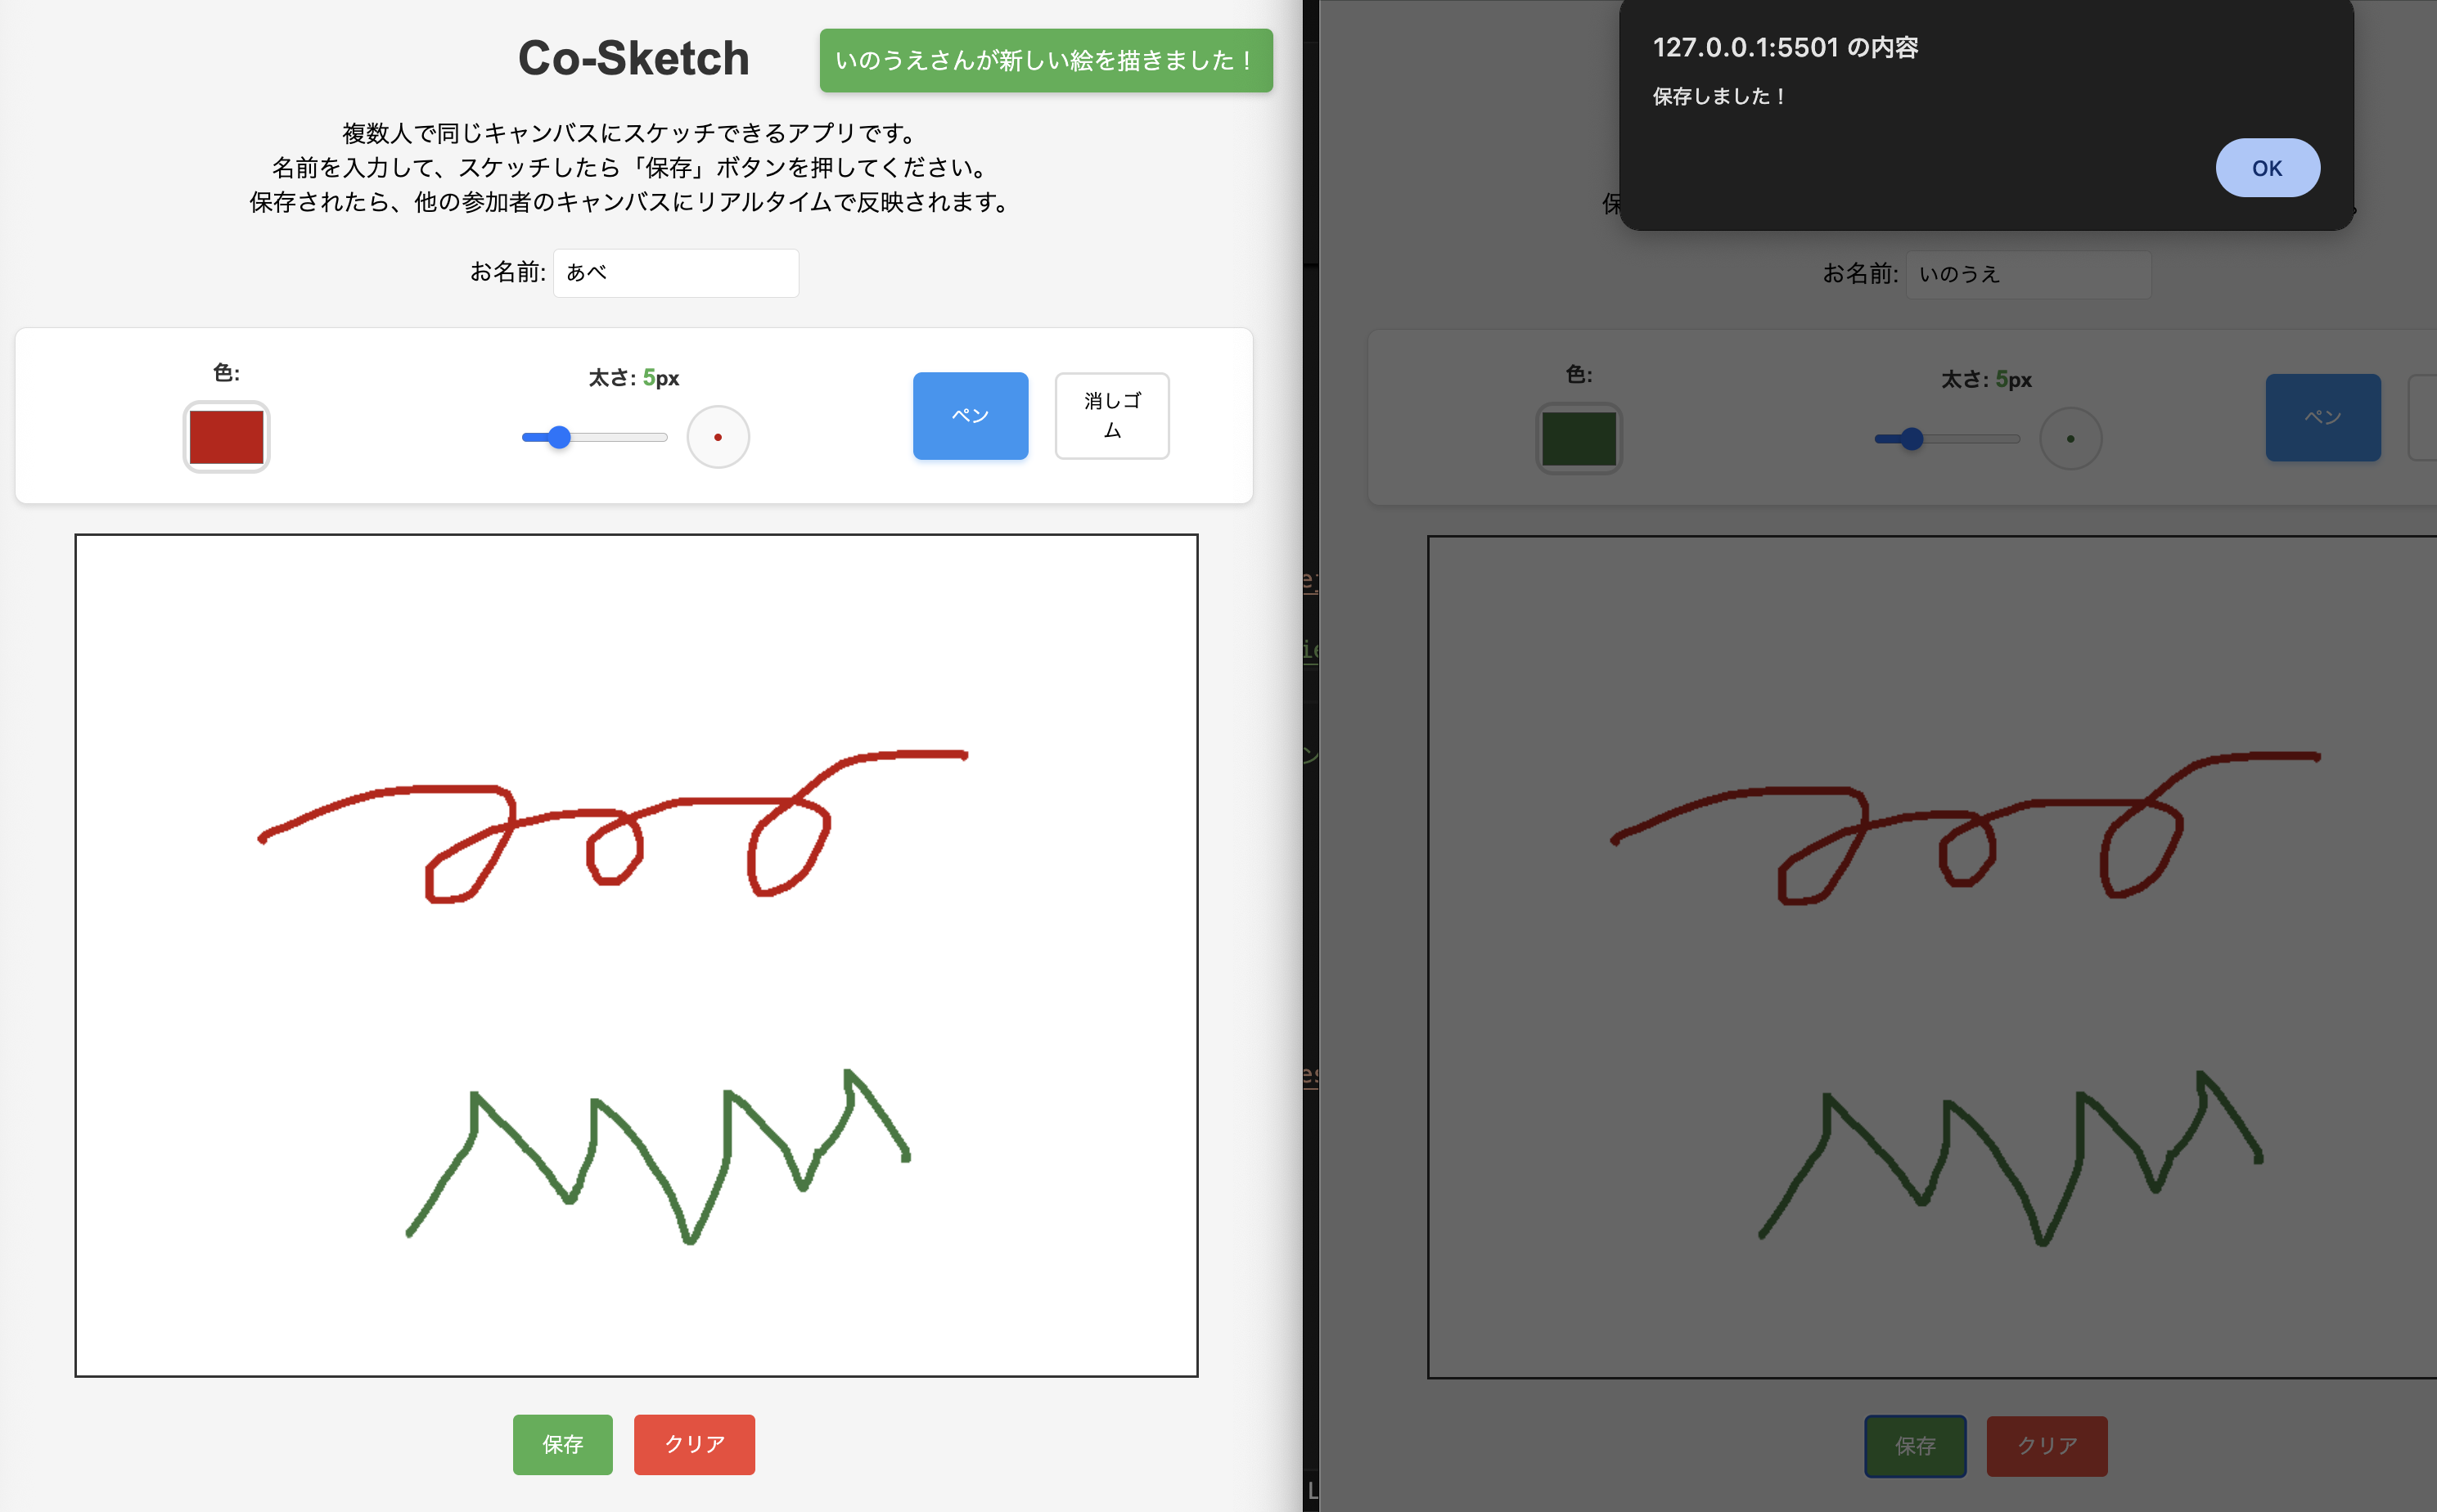 Co-Sketch
いのうえさんが新しい絵を描きました！
複数人で同じキャンバスにスケッチできるアプリです。
名前を入力して、スケッチしたら「保存」ボタンを押してください。
保存されたら、他の参加者のキャンバスにリアルタイムで反映されます。
お名前: あべ
色:
太さ: 5px
ペン
消しゴ
ム
保存
クリア
127.0.0.1:5501 の内容
保存しました！
OK
保
。
お名前: いのうえ
色:
太さ: 5px
ペン
保存
クリア